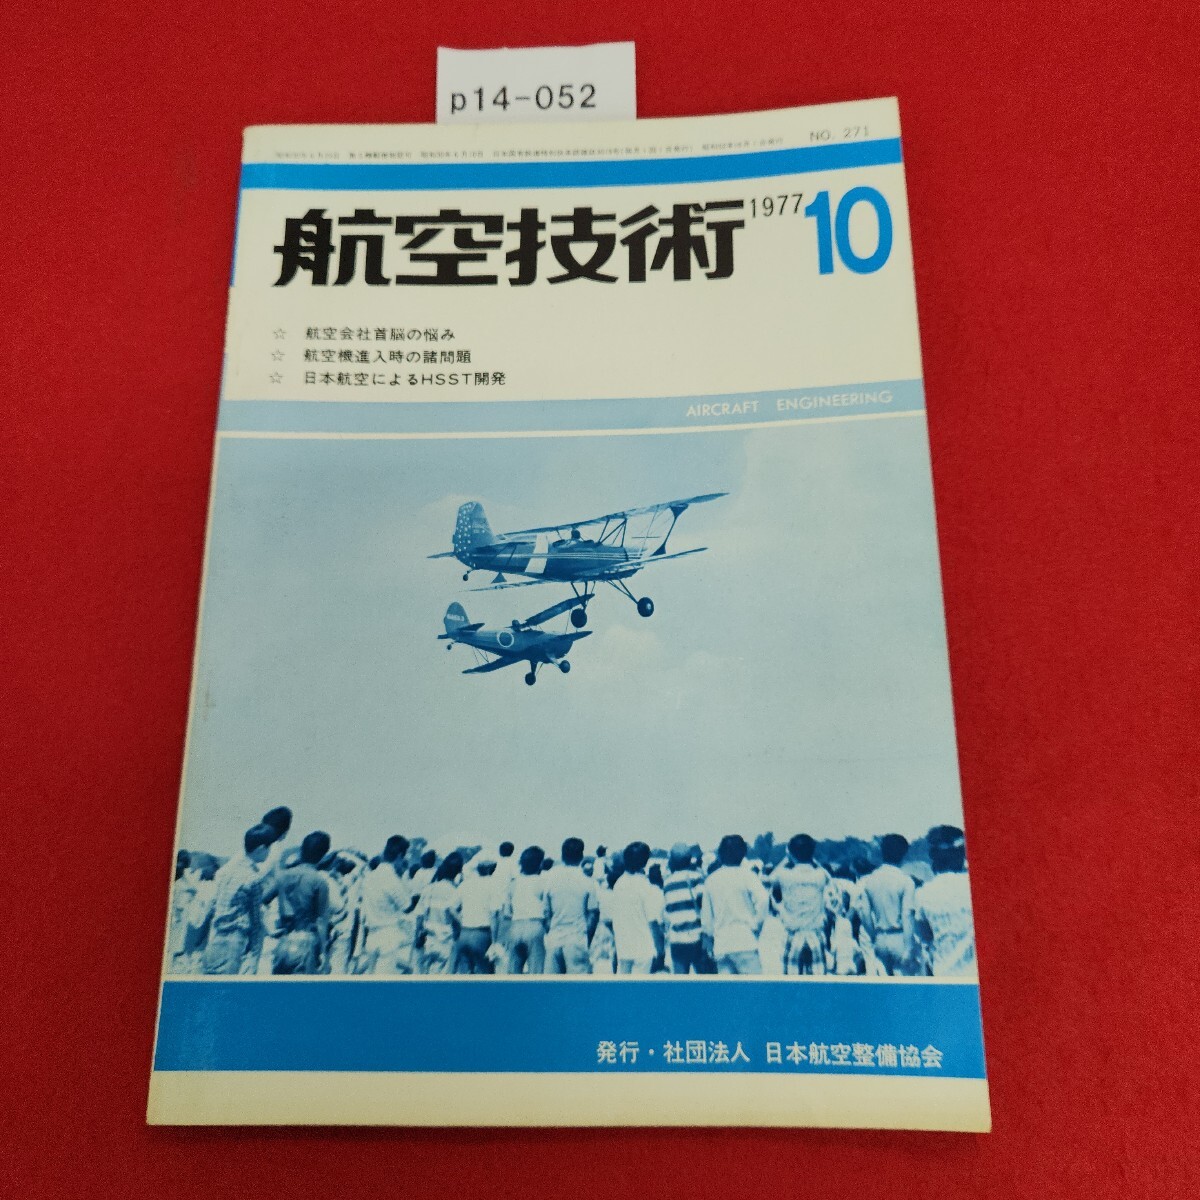 p14-052
NO. 271
航空技術 1977 10
☆ 航空会社首脳の悩み
☆ 航空機進入時の諸問題
☆ 日本航空によるHSST開発
AIRCRAFT ENGINEERING
発行・社団法人 日本航空整備協会